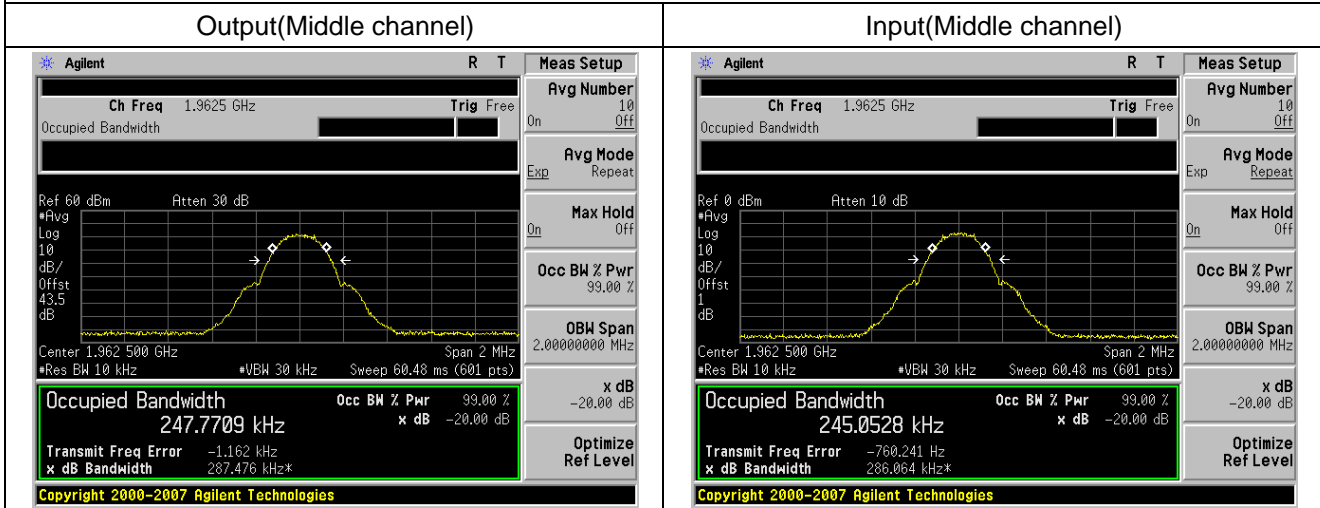 Output(Middle channel)
Agilent R T
Ch Freq 1.9625 GHz Trig Free
Occupied Bandwidth
Ref 60 dBm Atten 30 dB
#Avg
Log
10
dB/
Offst
43.5
dB
Center 1.962 500 GHz Span 2 MHz
#Res BW 10 kHz #VBW 30 kHz Sweep 60.48 ms (601 pts)
Occupied Bandwidth Occ BW % Pwr 99.00 %
247.7709 kHz x dB -20.00 dB
Transmit Freq Error -1.162 kHz
x dB Bandwidth 287.476 kHz*
Copyright 2000-2007 Agilent Technologies
Meas Setup
Avg Number
10
On Off
Avg Mode
Exp Repeat
Max Hold
On Off
Occ BW % Pwr
99.00 %
OBW Span
2.00000000 MHz
x dB
-20.00 dB
Optimize
Ref Level
Input(Middle channel)
Agilent R T
Ch Freq 1.9625 GHz Trig Free
Occupied Bandwidth
Ref 0 dBm Atten 10 dB
#Avg
Log
10
dB/
Offst
1
dB
Center 1.962 500 GHz Span 2 MHz
#Res BW 10 kHz #VBW 30 kHz Sweep 60.48 ms (601 pts)
Occupied Bandwidth Occ BW % Pwr 99.00 %
245.0528 kHz x dB -20.00 dB
Transmit Freq Error -760.241 Hz
x dB Bandwidth 286.064 kHz*
Copyright 2000-2007 Agilent Technologies
Meas Setup
Avg Number
10
On Off
Avg Mode
Exp Repeat
Max Hold
On Off
Occ BW % Pwr
99.00 %
OBW Span
2.00000000 MHz
x dB
-20.00 dB
Optimize
Ref Level